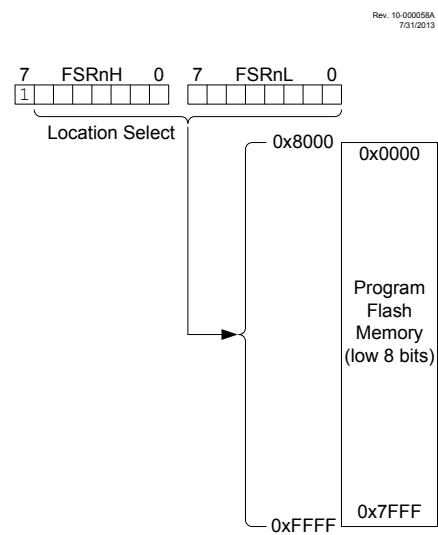 Rev. 10-000058A
7/31/2013
7 FSRnH 0 7 FSRnL 0
1
Location Select
0x8000
0x0000
Program
Flash
Memory
(low 8 bits)
0x7FFF
0xFFFF